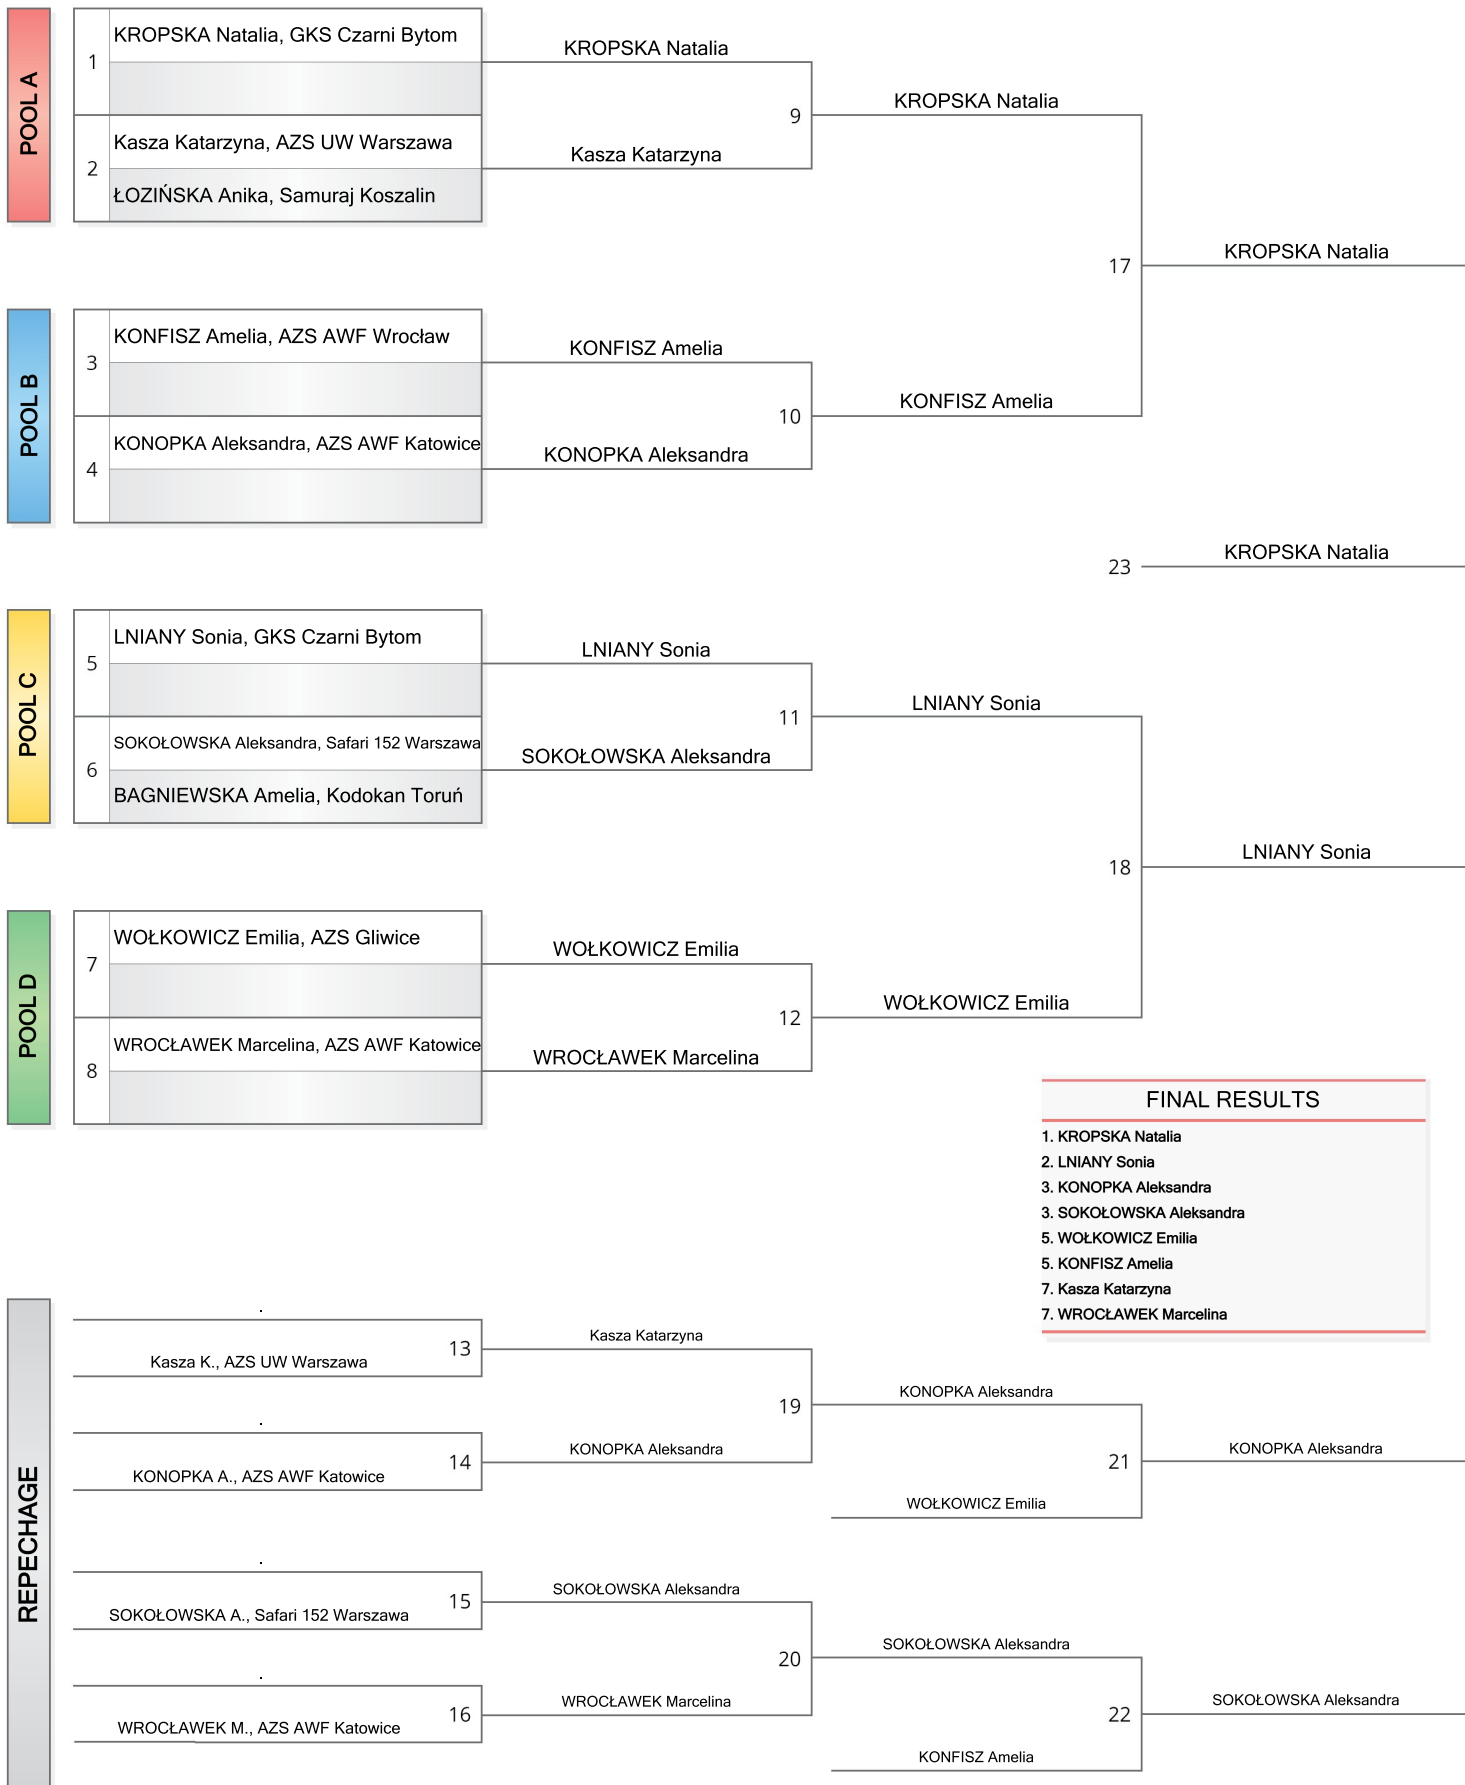 POOL A
1
KROPSKA Natalia, GKS Czarni Bytom
2
Kasza Katarzyna, AZS UW Warszawa
ŁOZIŃSKA Anika, Samuraj Koszalin
KROPSKA Natalia
Kasza Katarzyna
9
KROPSKA Natalia
17
KROPSKA Natalia
POOL B
3
KONFISZ Amelia, AZS AWF Wrocław
4
KONOPKA Aleksandra, AZS AWF Katowice
KONFISZ Amelia
KONOPKA Aleksandra
10
KONFISZ Amelia
23
KROPSKA Natalia
POOL C
5
LNIANY Sonia, GKS Czarni Bytom
6
SOKOŁOWSKA Aleksandra, Safari 152 Warszawa
BAGNIEWSKA Amelia, Kodokan Toruń
LNIANY Sonia
SOKOŁOWSKA Aleksandra
11
LNIANY Sonia
18
LNIANY Sonia
POOL D
7
WOŁKOWICZ Emilia, AZS Gliwice
8
WROCŁAWEK Marcelina, AZS AWF Katowice
WOŁKOWICZ Emilia
WROCŁAWEK Marcelina
12
WOŁKOWICZ Emilia
FINAL RESULTS
1. KROPSKA Natalia
2. LNIANY Sonia
3. KONOPKA Aleksandra
3. SOKOŁOWSKA Aleksandra
5. WOŁKOWICZ Emilia
5. KONFISZ Amelia
7. Kasza Katarzyna
7. WROCŁAWEK Marcelina
REPECHAGE
.
Kasza K., AZS UW Warszawa
13
Kasza Katarzyna
.
KONOPKA A., AZS AWF Katowice
14
KONOPKA Aleksandra
19
KONOPKA Aleksandra
WOŁKOWICZ Emilia
21
KONOPKA Aleksandra
.
SOKOŁOWSKA A., Safari 152 Warszawa
15
SOKOŁOWSKA Aleksandra
.
WROCŁAWEK M., AZS AWF Katowice
16
WROCŁAWEK Marcelina
20
SOKOŁOWSKA Aleksandra
KONFISZ Amelia
22
SOKOŁOWSKA Aleksandra